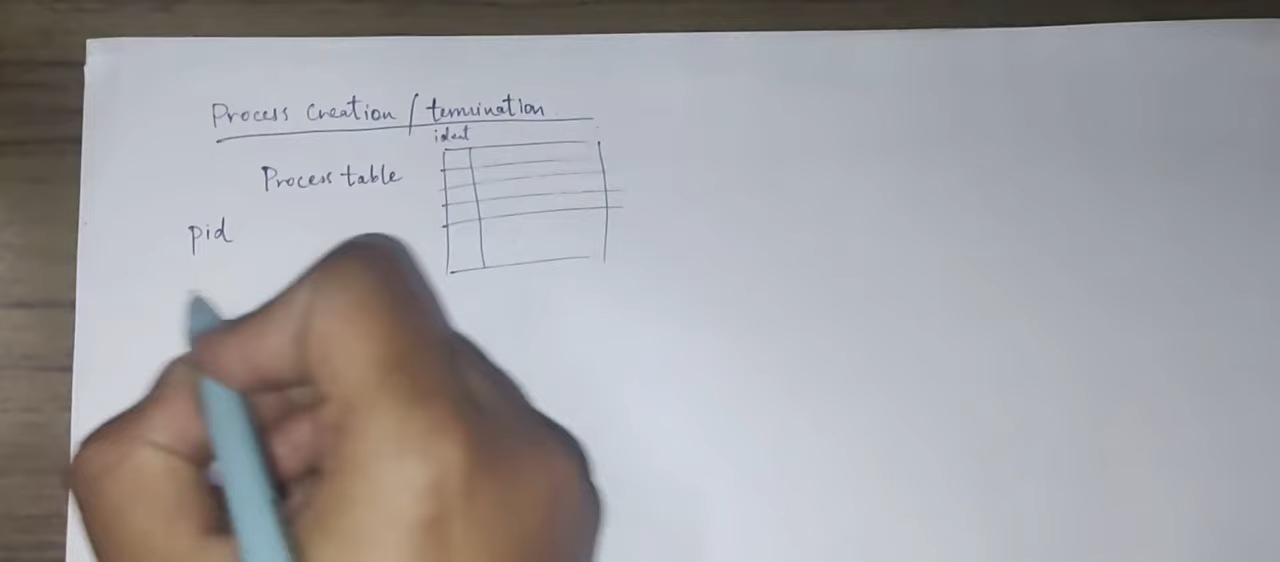 Process Creation / termination
ident
Process table
pid